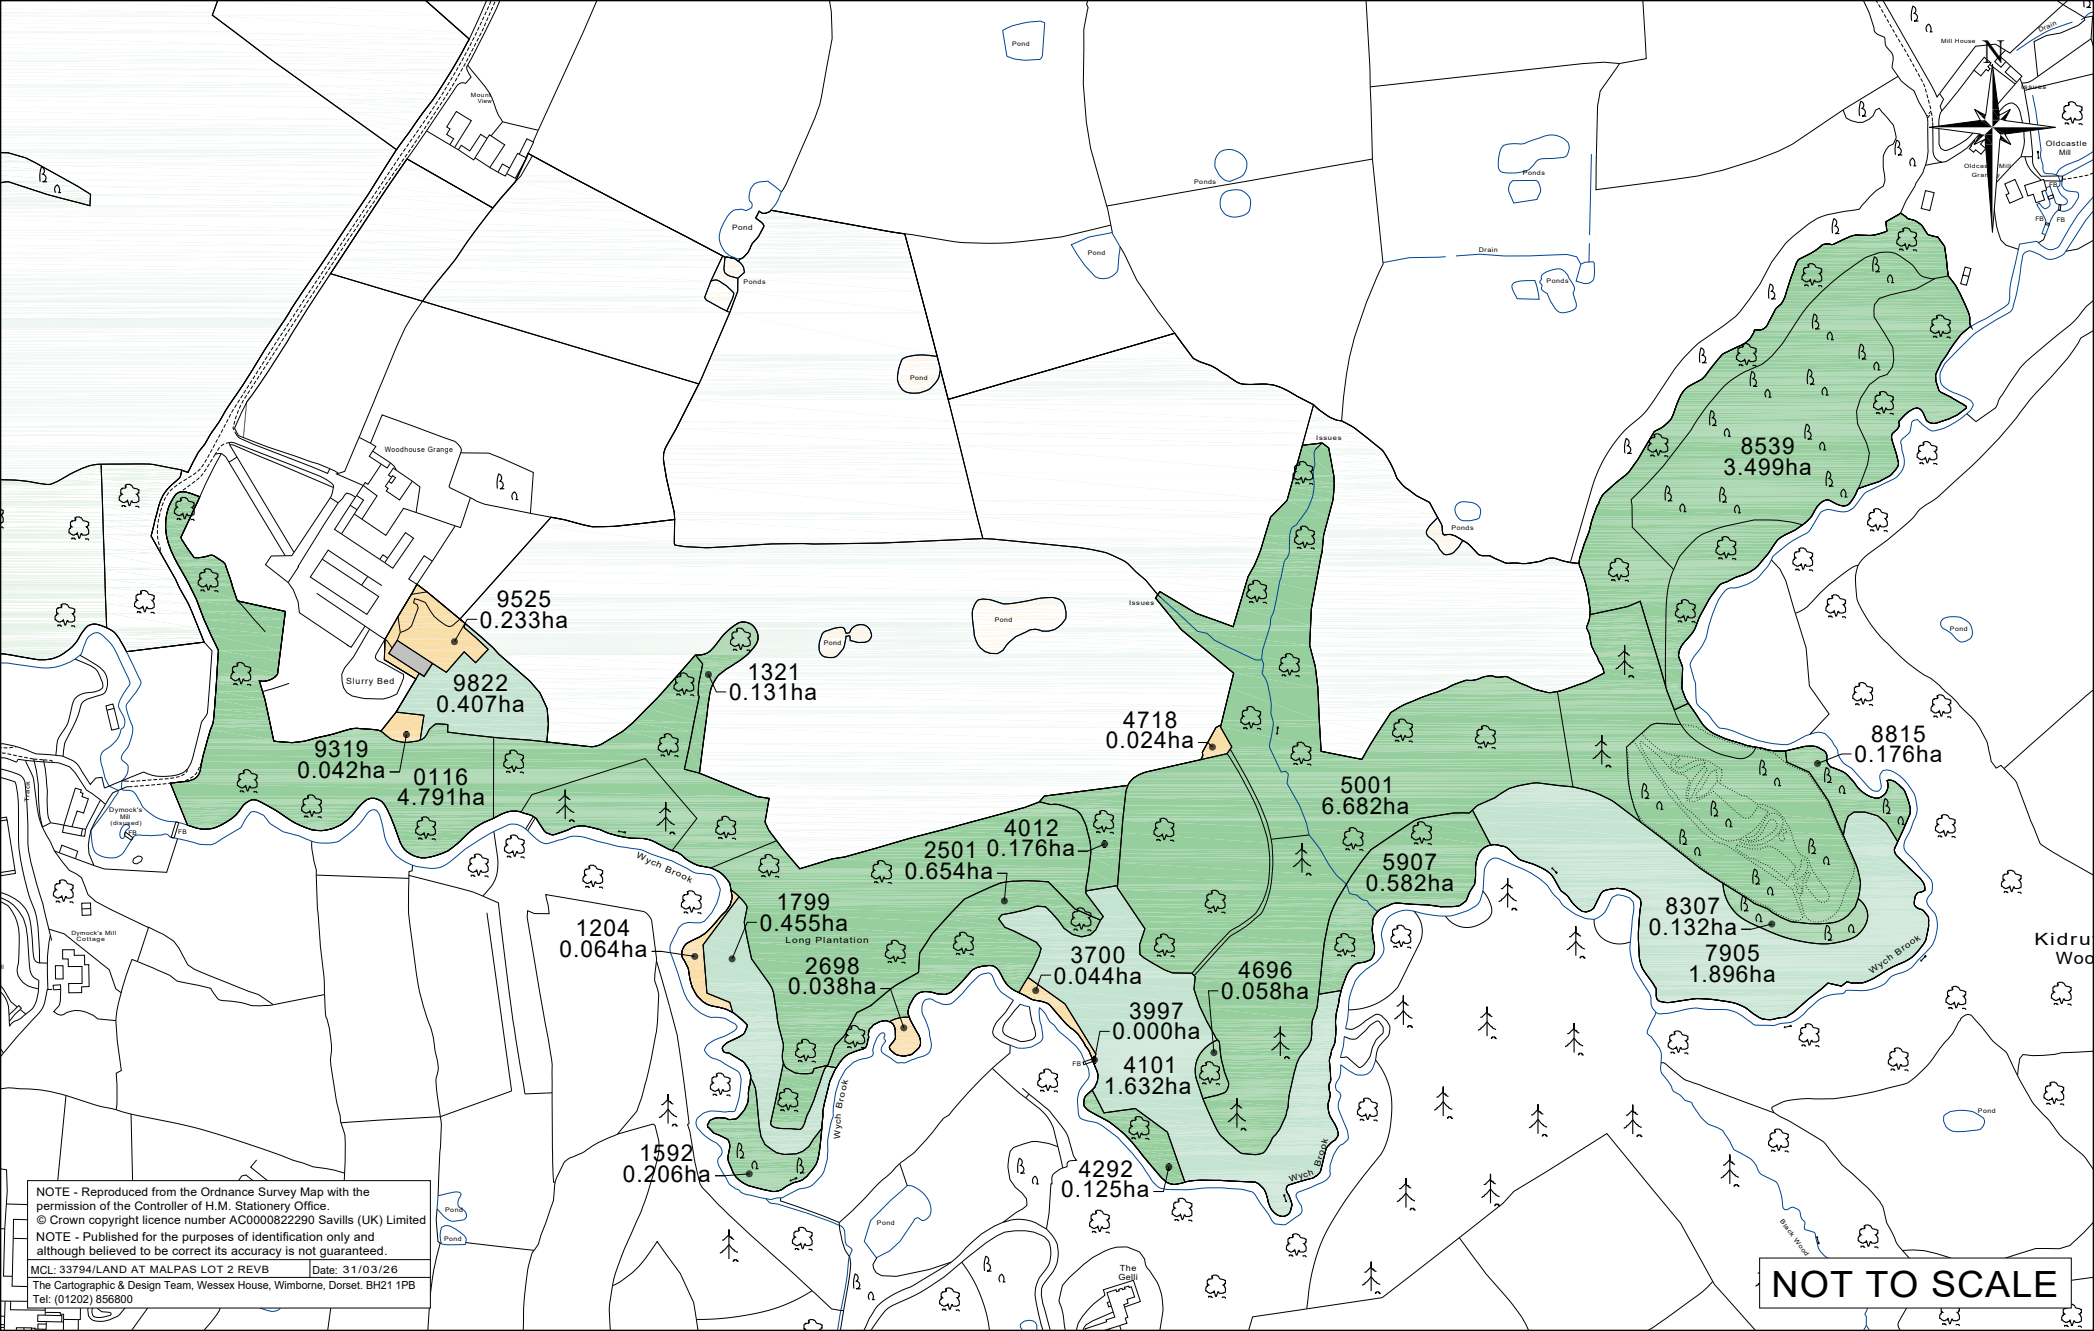 Pond
Mill House
N
Drain
Issues
Mount
View
Oldcastle
Mill
Ponds
Ponds
FB
FB
FB
Pond
Drain
Pond
Ponds
Ponds
Pond
Issues
Woodhouse Grange
8539
3.499ha
Ponds
9525
0.233ha
Issues
Pond
Pond
Pond
Slurry Bed
9822
0.407ha
1321
0.131ha
4718
0.024ha
8815
0.176ha
9319
0.042ha
0116
4.791ha
5001
6.682ha
Track
Dymock's
Mill
(disused)
FB
FB
4012
0.176ha
2501
0.654ha
Wych Brook
5907
0.582ha
1799
0.455ha
Long Plantation
8307
0.132ha
1204
0.064ha
Dymock's Mill
Cottage
7905
1.896ha
Wych Brook
2698
0.038ha
3700
0.044ha
4696
0.058ha
3997
0.000ha
FB
4101
1.632ha
Wych Brook
Pond
1592
0.206ha
4292
0.125ha
Wych Brook
Pond
Pond
Pond
Black Wood
The
Gelli
NOTE - Reproduced from the Ordnance Survey Map with the
permission of the Controller of H.M. Stationery Office.
© Crown copyright licence number AC0000822290 Savills (UK) Limited
NOTE - Published for the purposes of identification only and
although believed to be correct its accuracy is not guaranteed.
MCL: 33794/LAND AT MALPAS LOT 2 REVB
Date: 31/03/26
The Cartographic & Design Team, Wessex House, Wimborne, Dorset. BH21 1PB
Tel: (01202) 856800
NOT TO SCALE